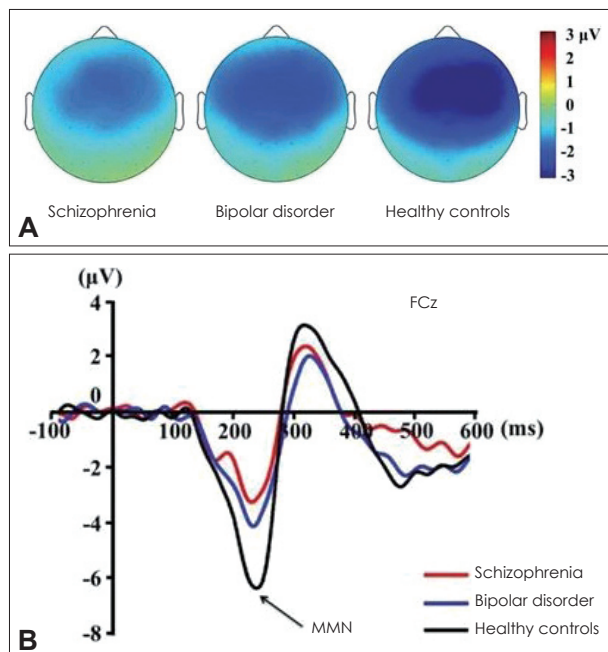 3 μV
2
1
0
-1
-2
-3
Schizophrenia
Bipolar disorder
Healthy controls
A
(μV)
FCz
4
2
0
-100 100 200 300 400 500 600 (ms)
-2
-4
-6
-8
MMN
Schizophrenia
Bipolar disorder
Healthy controls
B